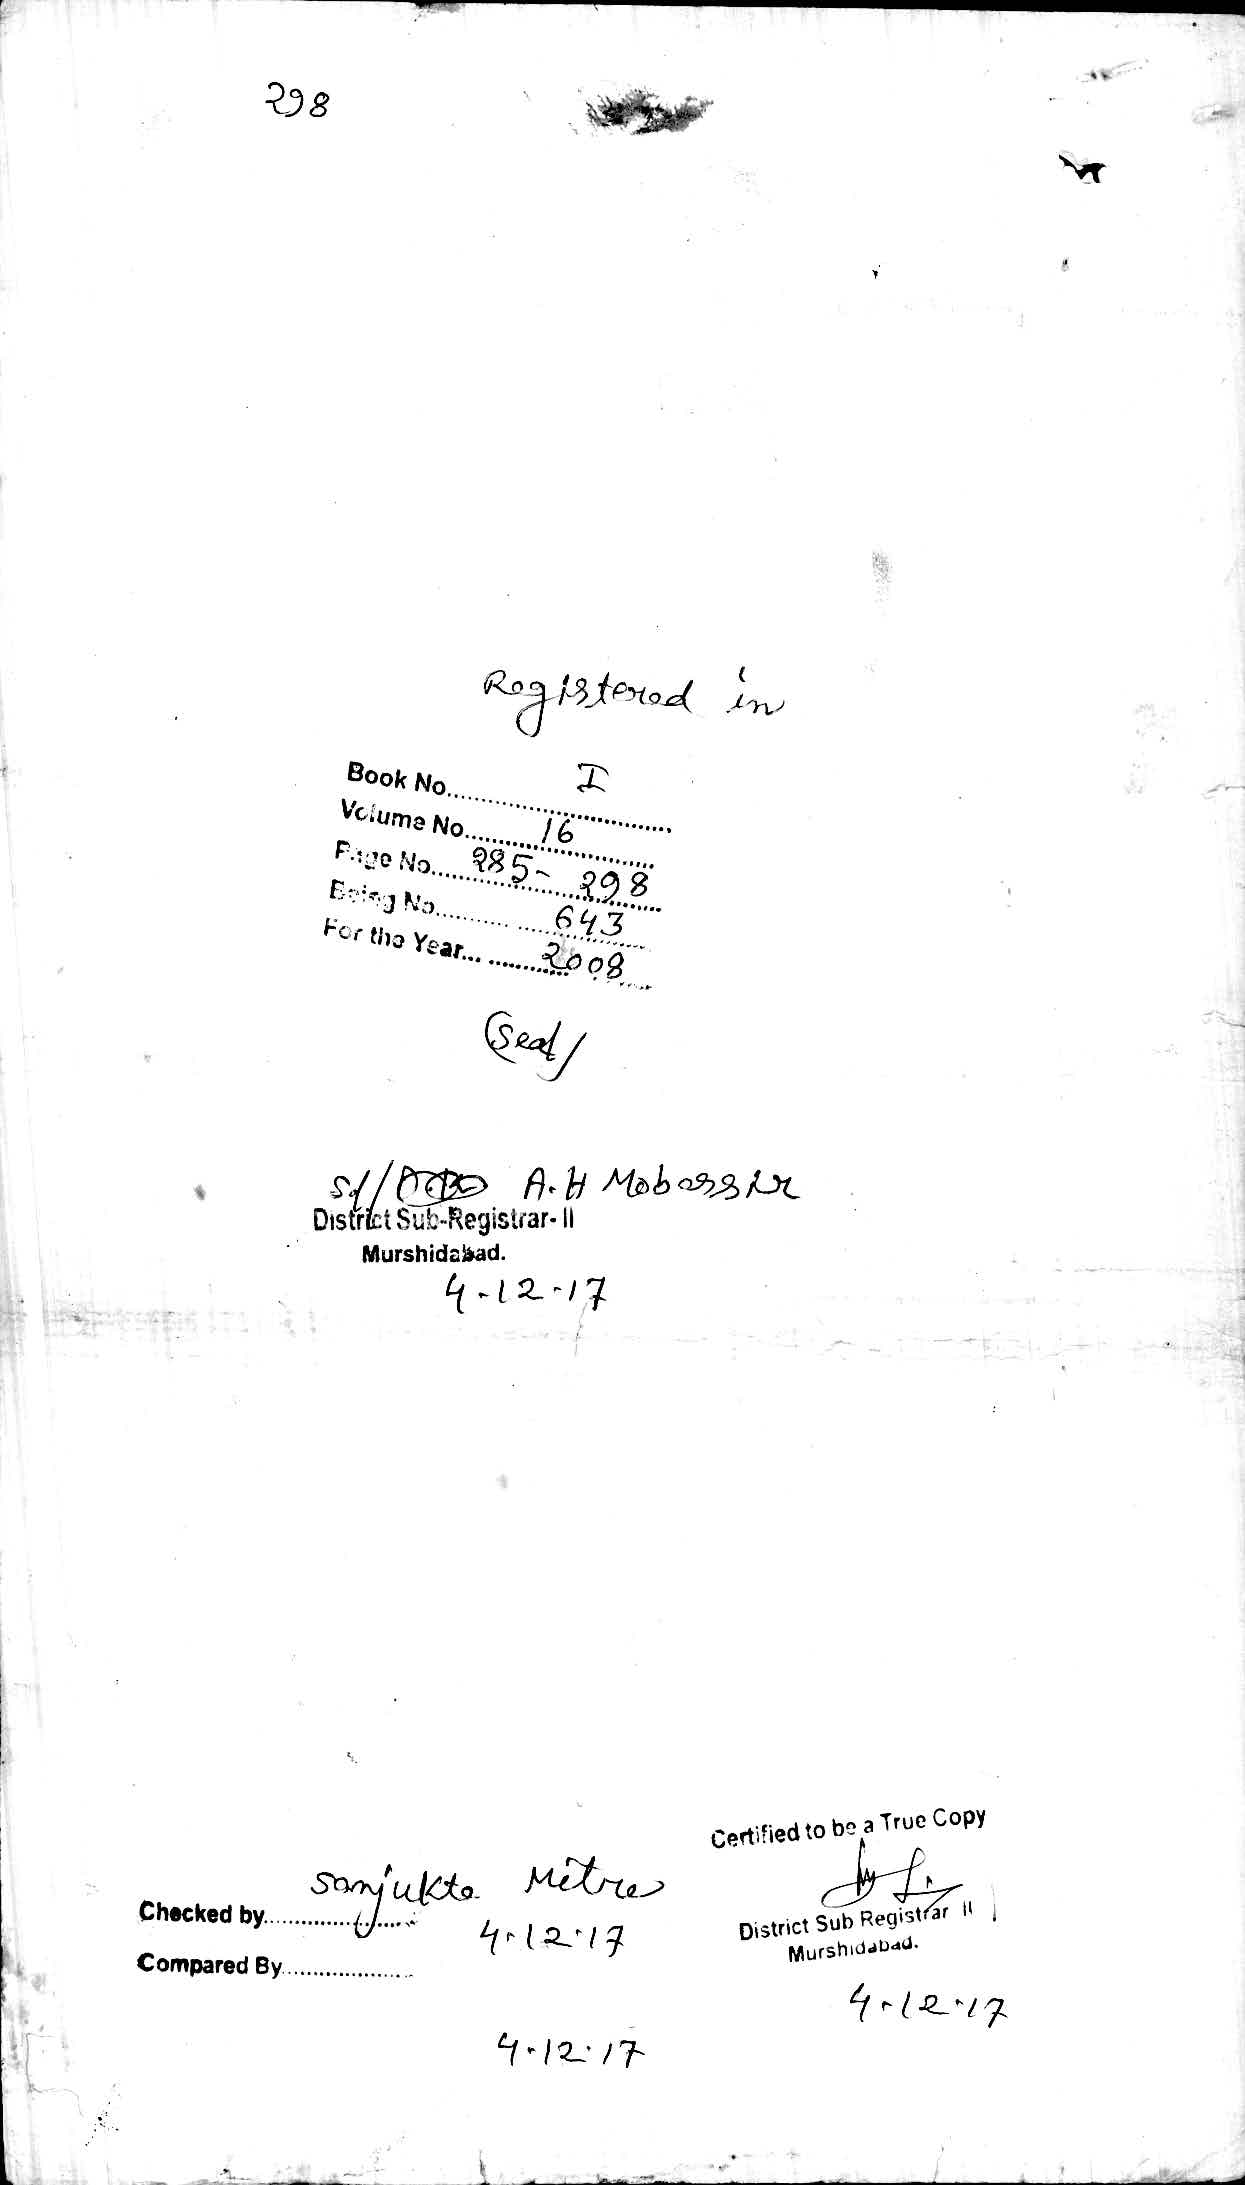 298
Registered in
Book No. I
Volume No. 16
Page No. 285- 298
Being No. 643
For the Year... 2008
(Seal)
Sd/ A.H Mobassir
District Sub-Registrar- II
Murshidabad.
4-12-17
Certified to be a True Copy
Sanjukta Mitra
Checked by
4.12.17
District Sub Registrar II
Murshidabad.
Compared By
4.12.17
4.12.17